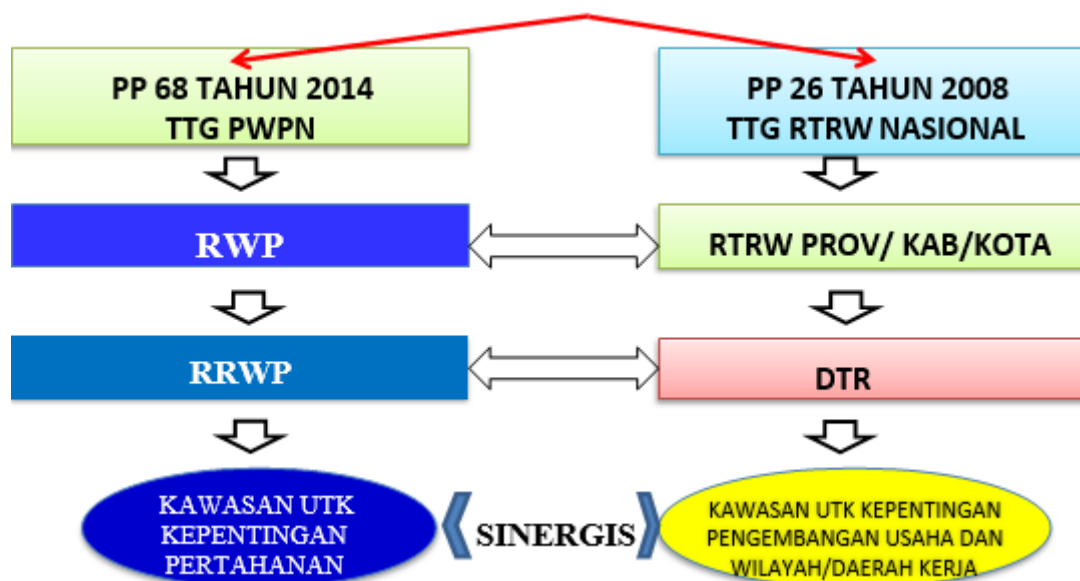 PP 68 TAHUN 2014
TTG PWPN
PP 26 TAHUN 2008
TTG RTRW NASIONAL
RWP
RTRW PROV/ KAB/KOTA
RRWP
DTR
KAWASAN UTK
KEPENTINGAN
PERTAHANAN
SINERGIS
KAWASAN UTK KEPENTINGAN
PENGEMBANGAN USAHA DAN
WILAYAH/DAERAH KERJA